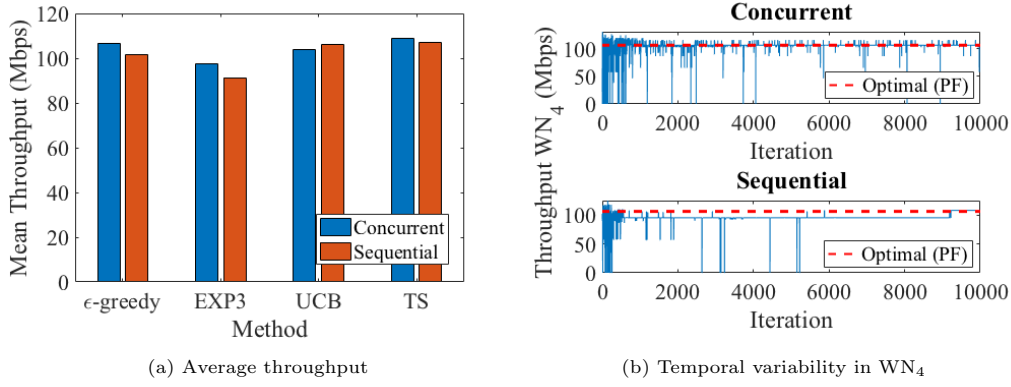 120
100
80
60
40
20
0
Mean Throughput (Mbps)
Concurrent
Sequential
ϵ-greedy EXP3 UCB TS
Method
(a) Average throughput
Concurrent
100
50
0
Optimal (PF)
0 2000 4000 6000 8000 10000
Iteration
Throughput WN4 (Mbps)
Sequential
100
50
0
Optimal (PF)
0 2000 4000 6000 8000 10000
Iteration
(b) Temporal variability in WN4